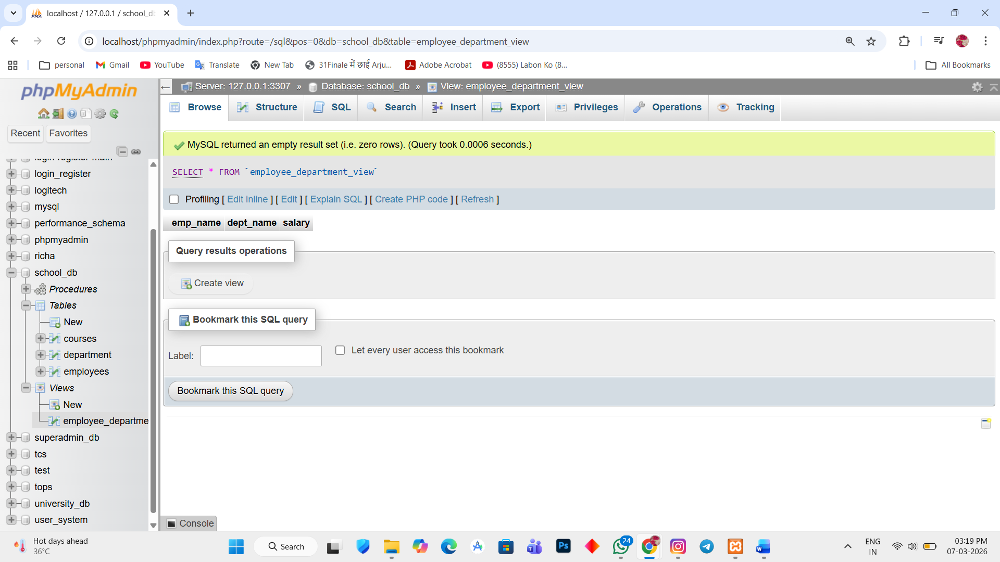 localhost / 127.0.0.1 / school_db
localhost/phpmyadmin/index.php?route=/sql&pos=0&db=school_db&table=employee_department_view
personal
Gmail
YouTube
Translate
New Tab
31Finale में छाई Arju...
Adobe Acrobat
(8555) Labon Ko (8...
All Bookmarks
phpMyAdmin
Recent
Favorites
login-register-main
login_register
logitech
mysql
performance_schema
phpmyadmin
richa
school_db
Procedures
Tables
New
courses
department
employees
Views
New
employee_departme
superadmin_db
tcs
test
tops
university_db
user_system
Server: 127.0.0.1:3307 » Database: school_db » View: employee_department_view
Browse
Structure
SQL
Search
Insert
Export
Privileges
Operations
Tracking
MySQL returned an empty result set (i.e. zero rows). (Query took 0.0006 seconds.)
SELECT * FROM `employee_department_view`
Profiling [ Edit inline ] [ Edit ] [ Explain SQL ] [ Create PHP code ] [ Refresh ]
emp_name dept_name salary
Query results operations
Create view
Bookmark this SQL query
Label:
Let every user access this bookmark
Bookmark this SQL query
Console
Hot days ahead
36°C
Search
Ps
24
ENG
IN
03:19 PM
07-03-2026